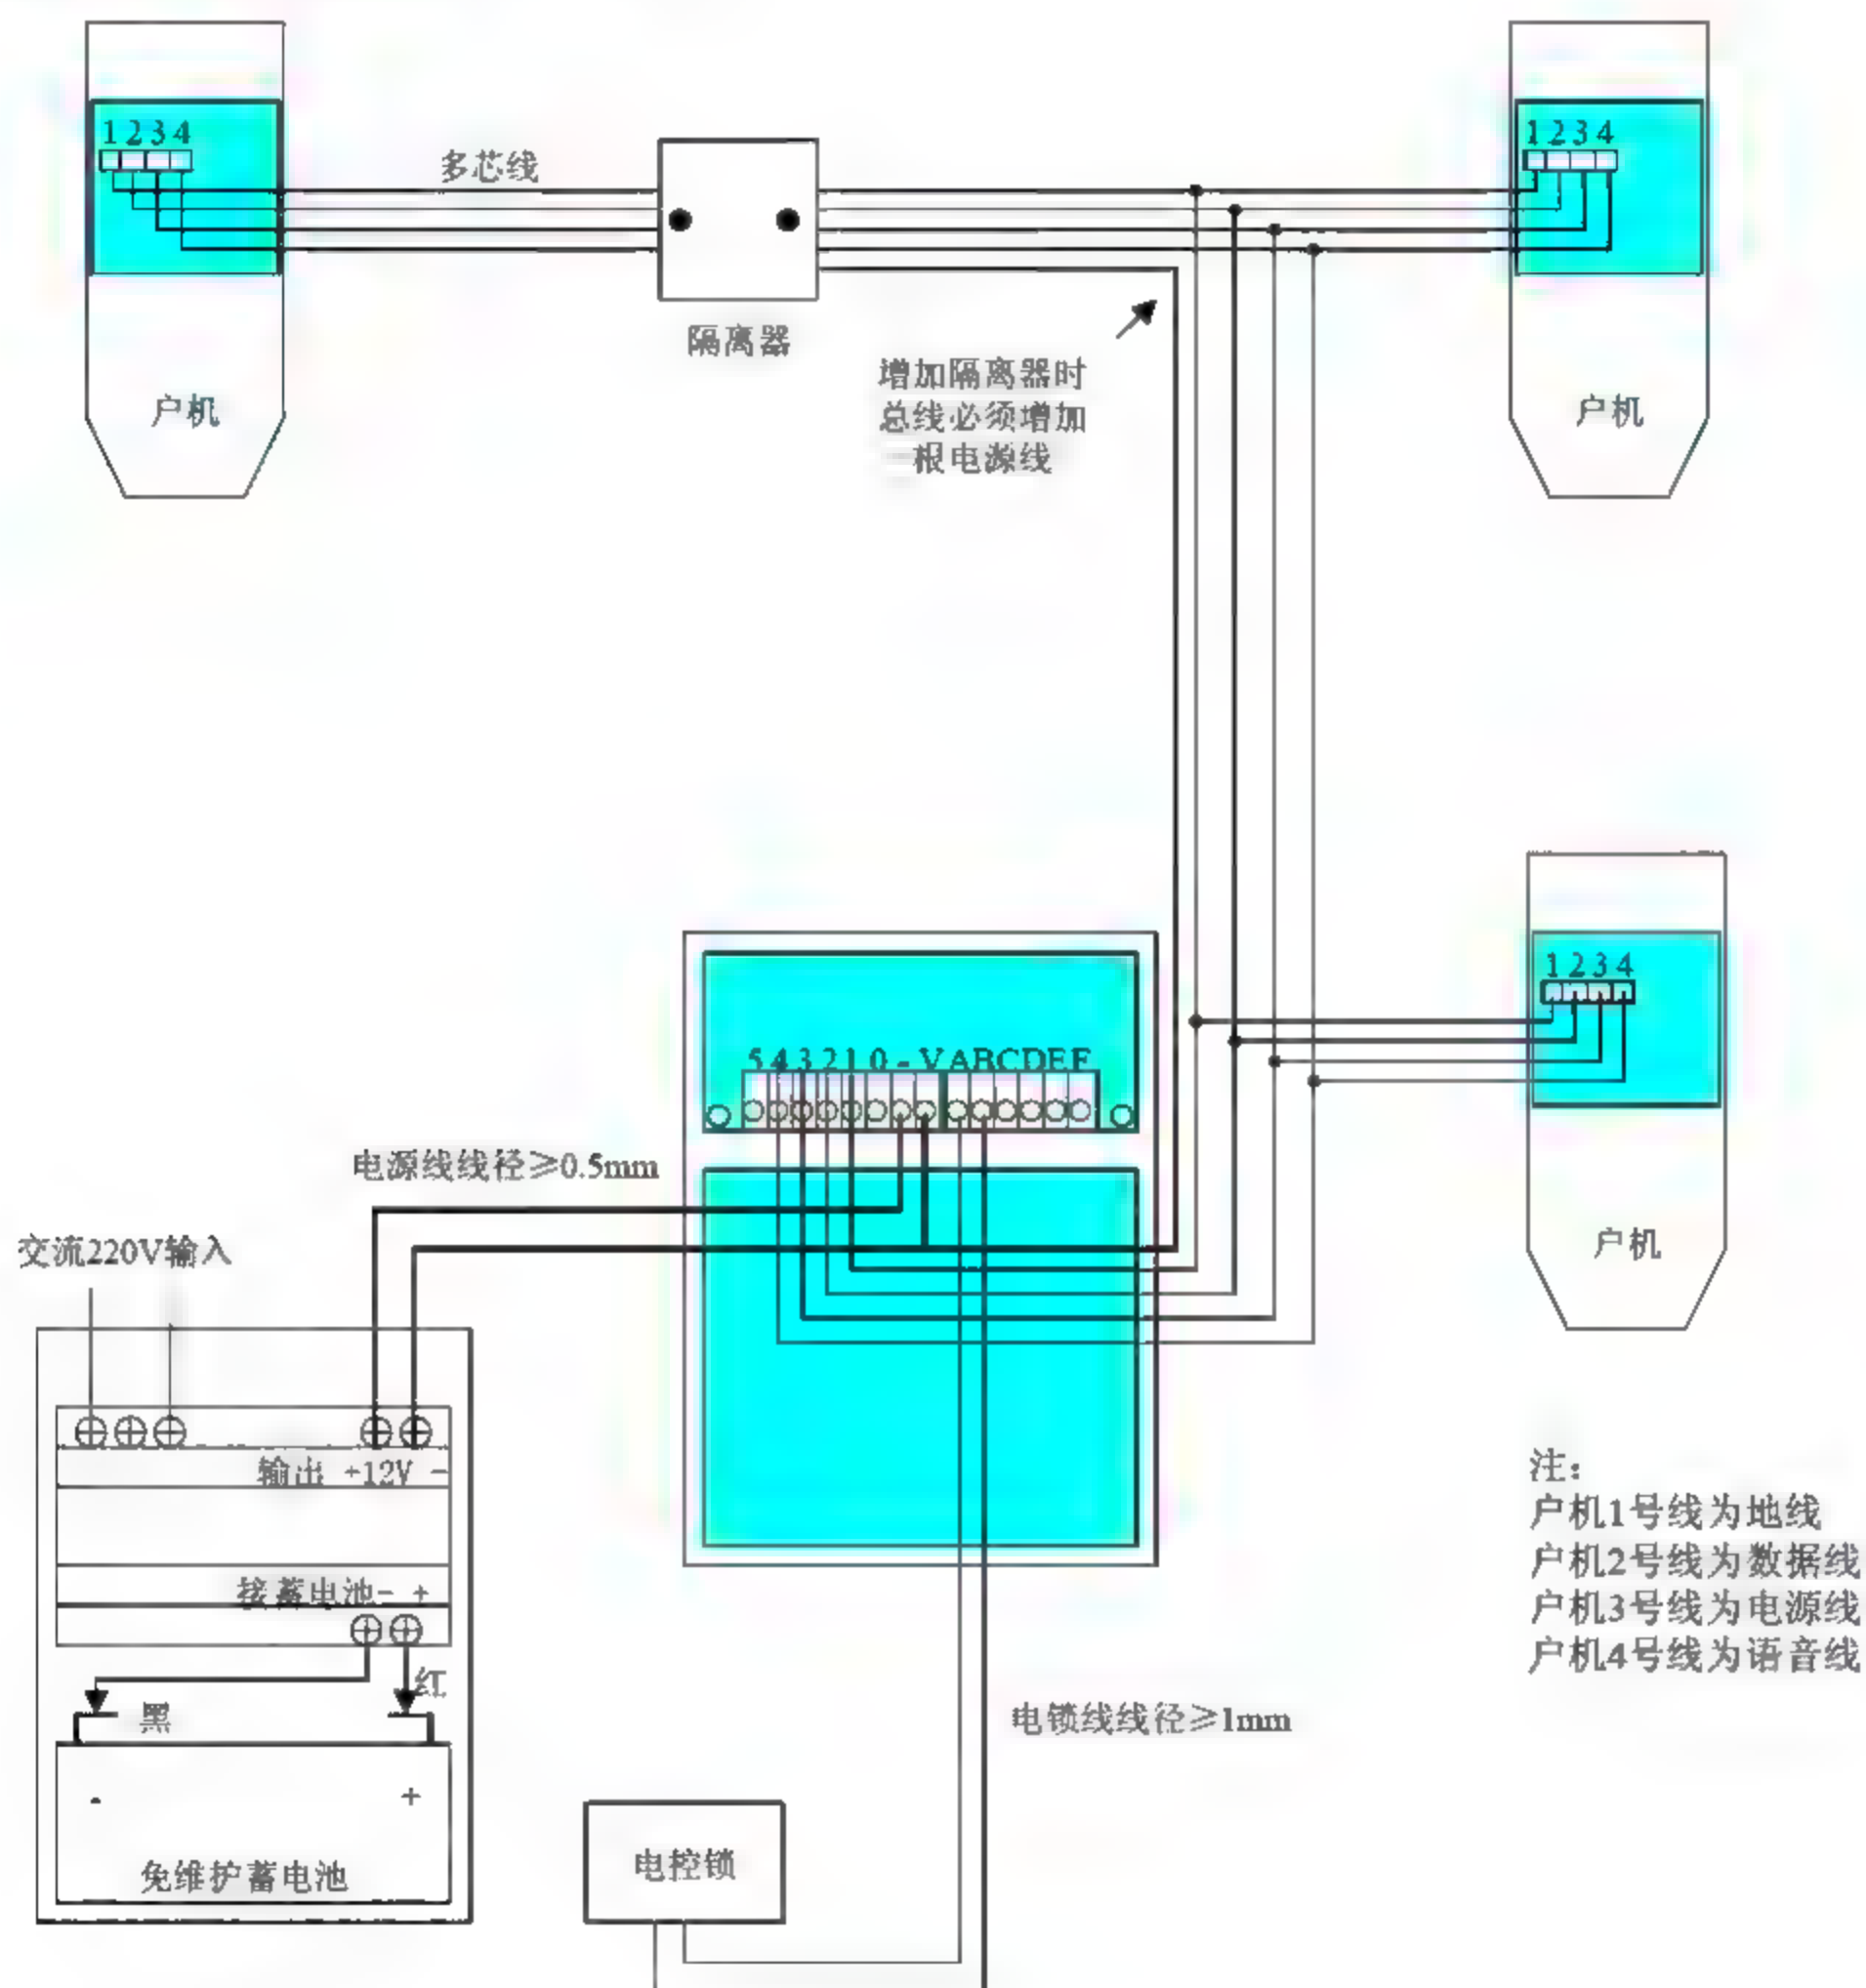 1234
多芯线
1234
隔离器
增加隔离器时
总线必须增加
一根电源线
户机
户机
1234
543210-VABCDEF
电源线线径≥0.5mm
户机
交流220V输入
输出 +12V -
接蓄电池- +
红
黑
- +
免维护蓄电池
电控锁
电锁线线径≥1mm
注:
户机1号线为地线
户机2号线为数据线
户机3号线为电源线
户机4号线为语音线